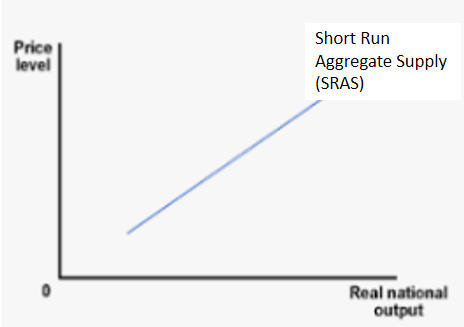 Short Run
Aggregate Supply
(SRAS)
Price
level
0
Real national
output